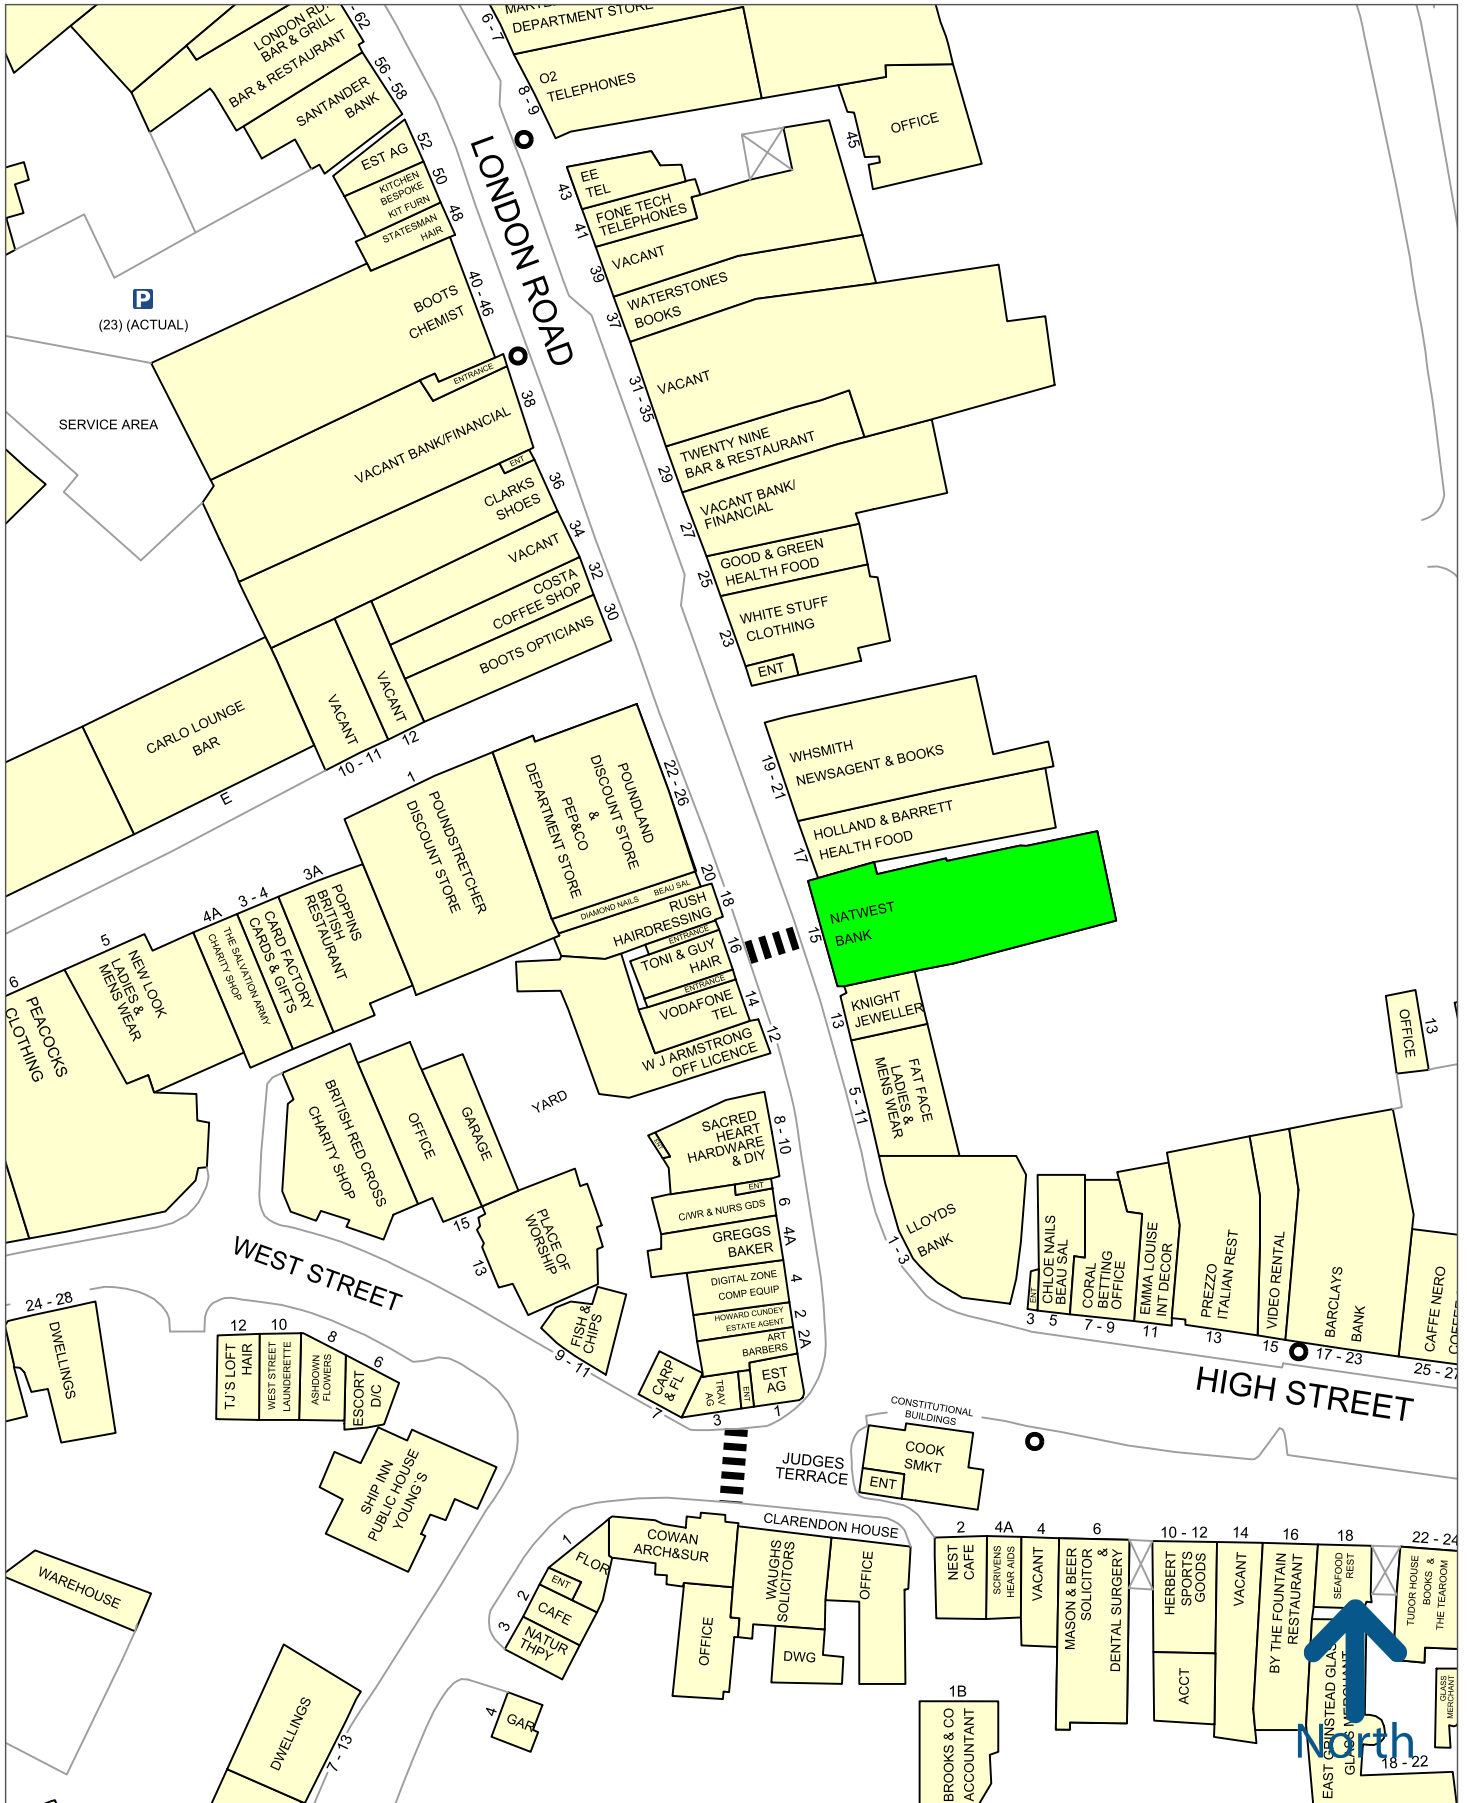 - 62
LONDON RD.
BAR & GRILL
BAR & RESTAURANT
56 - 58
SANTANDER
BANK
52
EST AG
50
KITCHEN
BESPOKE
KIT FURN
48
STATESMAN
HAIR
6 - 7
DEPARTMENT STORE
8 - 9
O2
TELEPHONES
45
OFFICE
LONDON ROAD
43
EE
TEL
41
FONE TECH
TELEPHONES
39
VACANT
37
WATERSTONES
BOOKS
31 - 35
VACANT
29
TWENTY NINE
BAR & RESTAURANT
27
VACANT BANK/
FINANCIAL
25
GOOD & GREEN
HEALTH FOOD
23
WHITE STUFF
CLOTHING
ENT
P
(23) (ACTUAL)
SERVICE AREA
40 - 46
BOOTS
CHEMIST
ENTRANCE
38
VACANT BANK/FINANCIAL
ENT
36
CLARKS
SHOES
34
VACANT
32
COSTA
COFFEE SHOP
30
BOOTS OPTICIANS
VACANT
VACANT
12
10 - 11
CARLO LOUNGE
BAR
E
19 - 21
WHSMITH
NEWSAGENT & BOOKS
17
HOLLAND & BARRETT
HEALTH FOOD
15
NATWEST
BANK
13
KNIGHT
JEWELLER
5 - 11
FAT FACE
LADIES &
MENS WEAR
1 - 3
LLOYDS
BANK
1
POUNDSTRETCHER
DISCOUNT STORE
22 - 26
POUNDLAND
DISCOUNT STORE
&
PEP&CO
DEPARTMENT STORE
20
DIAMOND NAILS
BEAU SAL
18
RUSH
HAIRDRESSING
ENTRANCE
16
TONI & GUY
HAIR
ENTRANCE
14
VODAFONE
TEL
12
W J ARMSTRONG
OFF LICENCE
3A
POPPINS
BRITISH
RESTAURANT
3 - 4
CARD FACTORY
CARDS & GIFTS
4A
THE SALVATION ARMY
CHARITY SHOP
5
NEW LOOK
LADIES &
MENS WEAR
6
PEACOCKS
CLOTHING
BRITISH RED CROSS
CHARITY SHOP
OFFICE
GARAGE
15
YARD
PLACE OF
WORSHIP
13
FISH &
CHIPS
9 - 11
8 - 10
SACRED
HEART
HARDWARE
& DIY
ENT
ENT
6
C/WR & NURS GDS
4A
GREGGS
BAKER
4
DIGITAL ZONE
COMP EQUIP
2
HOWARD CUNDEY
ESTATE AGENT
2A
ART
BARBERS
EST
AG
1
ENT
TRAV
AG
3
CARP
& FL
7
WEST STREET
24 - 28
DWELLINGS
12
TJ`S LOFT
HAIR
10
WEST STREET
LAUNDERETTE
8
ASHDOWN
FLOWERS
6
ESCORT
D/C
SHIP INN
PUBLIC HOUSE
YOUNG`S
WAREHOUSE
DWELLINGS
7 - 13
OFFICE
13
ENT
3
CHLOE NAILS
BEAU SAL
5
CORAL
BETTING
OFFICE
7 - 9
EMMA LOUISE
INT DECOR
11
PREZZO
ITALIAN REST
13
VIDEO RENTAL
15
BARCLAYS
BANK
17 - 23
CAFFE NERO
25 - 27
HIGH STREET
CONSTITUTIONAL
BUILDINGS
COOK
SMKT
ENT
JUDGES
TERRACE
CLARENDON HOUSE
1
FLOR
ENT
2
CAFE
3
NATUR
THPY
4
GAR
COWAN
ARCH&SUR
OFFICE
WAUGHS
SOLICITORS
OFFICE
DWG
2
NEST
CAFE
4A
SCRIVENS
HEAR AIDS
4
VACANT
6
MASON & BEER
SOLICITOR
&
DENTAL SURGERY
10 - 12
HERBERT
SPORTS
GOODS
ACCT
14
VACANT
16
BY THE FOUNTAIN
RESTAURANT
18
SEAFOOD
REST
22 - 24
TUDOR HOUSE
BOOKS &
THE TEAROOM
EAST GRINSTEAD GLASS
GLASS MERCHANT
GLASS
MERCHANT
18 - 22
1B
BROOKS & CO
ACCOUNTANT
North